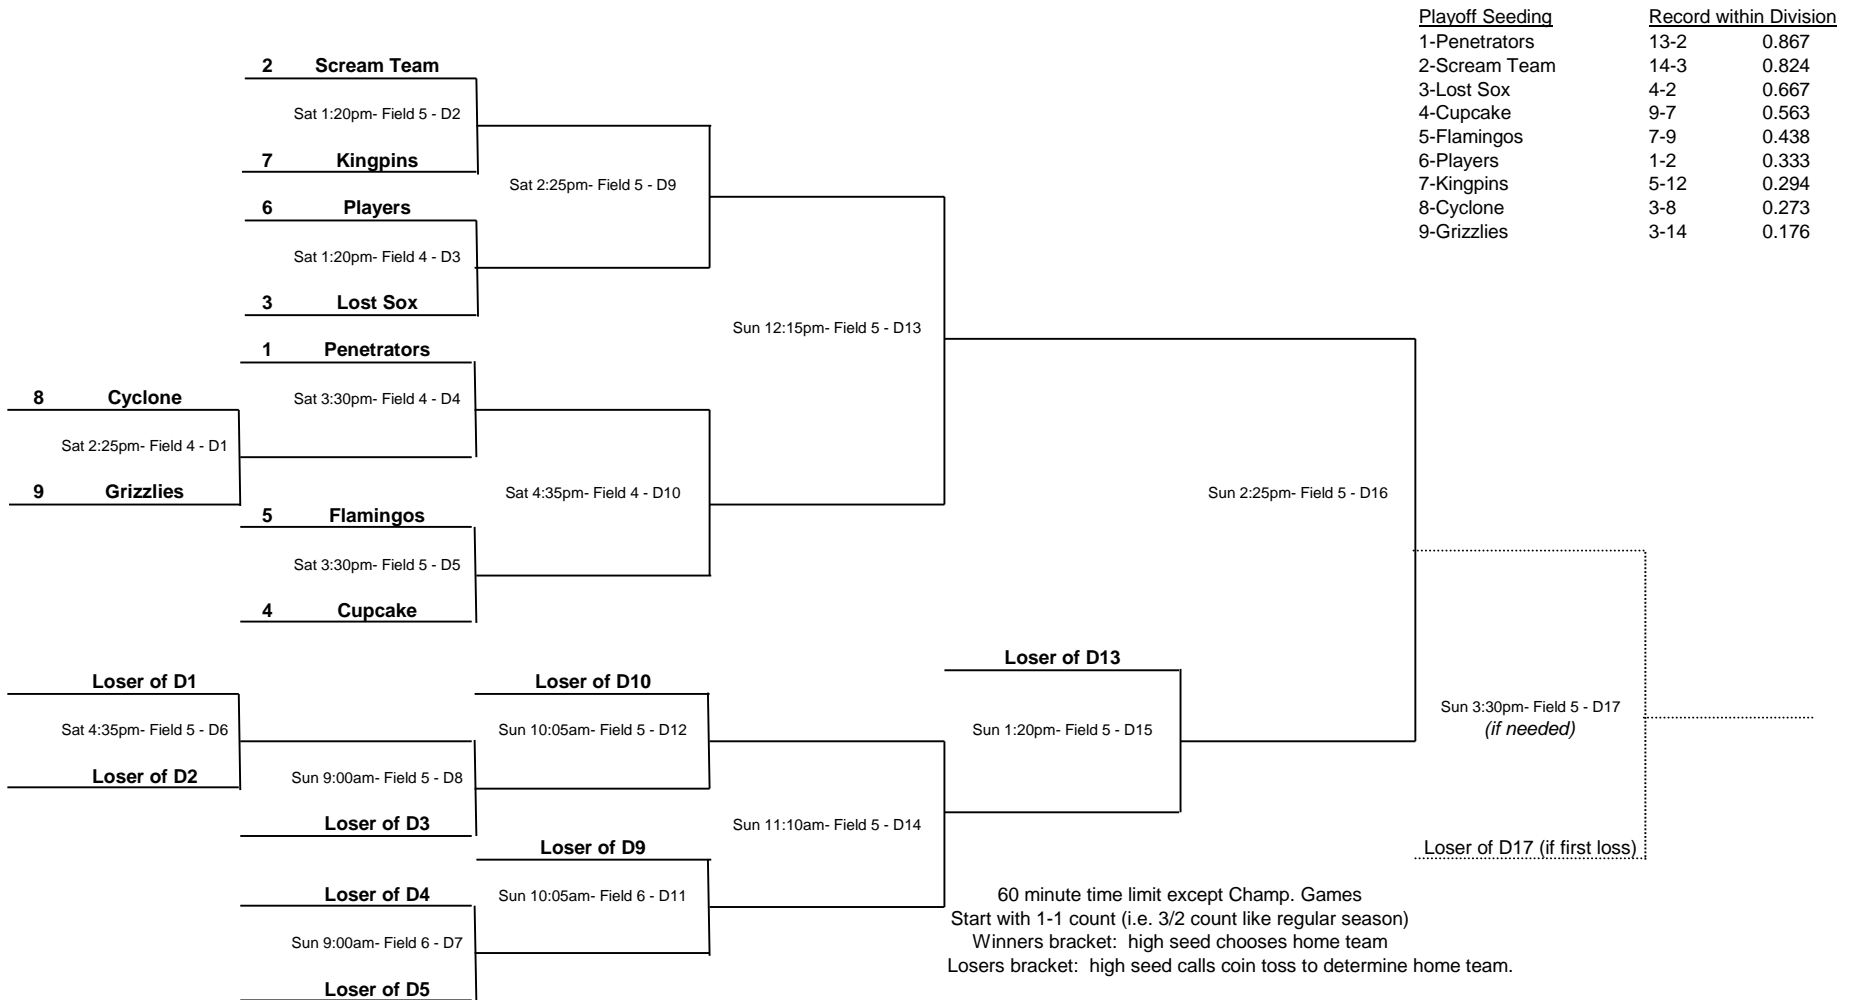 Playoff Seeding Record within Division
1-Penetrators 13-2 0.867
2-Scream Team 14-3 0.824
3-Lost Sox 4-2 0.667
4-Cupcake 9-7 0.563
5-Flamingos 7-9 0.438
6-Players 1-2 0.333
7-Kingpins 5-12 0.294
8-Cyclone 3-8 0.273
9-Grizzlies 3-14 0.176
2 Scream Team
Sat 1:20pm- Field 5 - D2
7 Kingpins
Sat 2:25pm- Field 5 - D9
6 Players
Sat 1:20pm- Field 4 - D3
3 Lost Sox
Sun 12:15pm- Field 5 - D13
1 Penetrators
8 Cyclone
Sat 3:30pm- Field 4 - D4
Sat 2:25pm- Field 4 - D1
9 Grizzlies
Sat 4:35pm- Field 4 - D10
Sun 2:25pm- Field 5 - D16
5 Flamingos
Sat 3:30pm- Field 5 - D5
4 Cupcake
Loser of D13
Loser of D1
Loser of D10
Sat 4:35pm- Field 5 - D6
Sun 10:05am- Field 5 - D12
Sun 1:20pm- Field 5 - D15
Sun 3:30pm- Field 5 - D17
(if needed)
Loser of D2
Sun 9:00am- Field 5 - D8
Loser of D3
Sun 11:10am- Field 5 - D14
Loser of D9
Loser of D17 (if first loss)
Loser of D4
Sun 10:05am- Field 6 - D11
Sun 9:00am- Field 6 - D7
Loser of D5
60 minute time limit except Champ. Games
Start with 1-1 count (i.e. 3/2 count like regular season)
Winners bracket: high seed chooses home team
Losers bracket: high seed calls coin toss to determine home team.